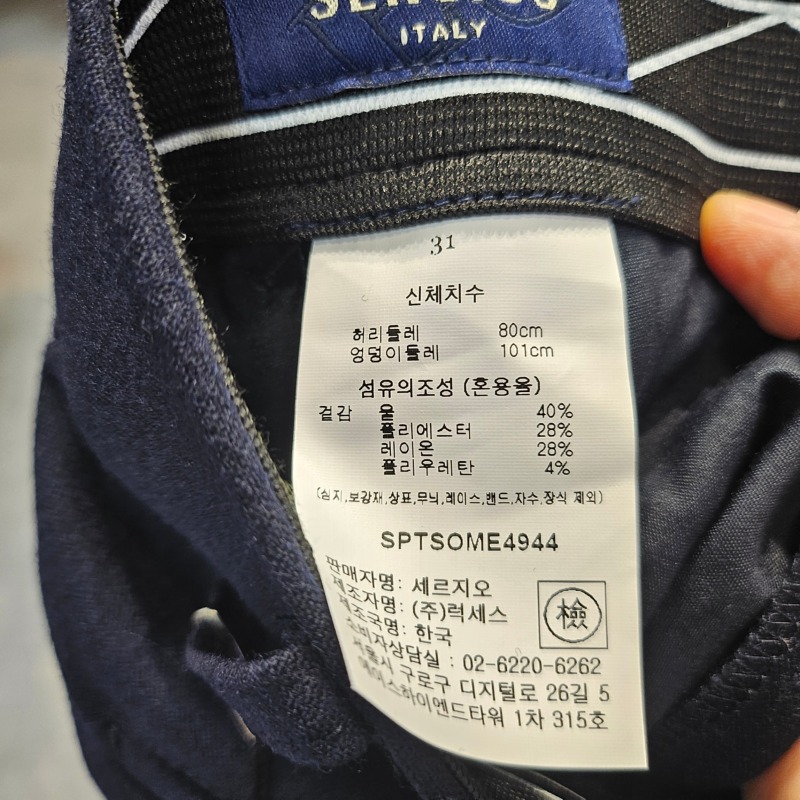 ITALY
31
신체치수
허리둘레 80cm
엉덩이둘레 101cm
섬유의조성 (혼용율)
겉감 울 40%
폴리에스터 28%
레이온 28%
폴리우레탄 4%
(심지,보강재,상표,무늬,레이스,밴드,자수,장식 제외)
SPTSOME4944
판매자명: 세르지오
제조자명: (주)럭세스
제조국명: 한국
檢
소비자상담실 : 02-6220-6262
서울시 구로구 디지털로 26길 5
에이스하이엔드타워 1차 315호